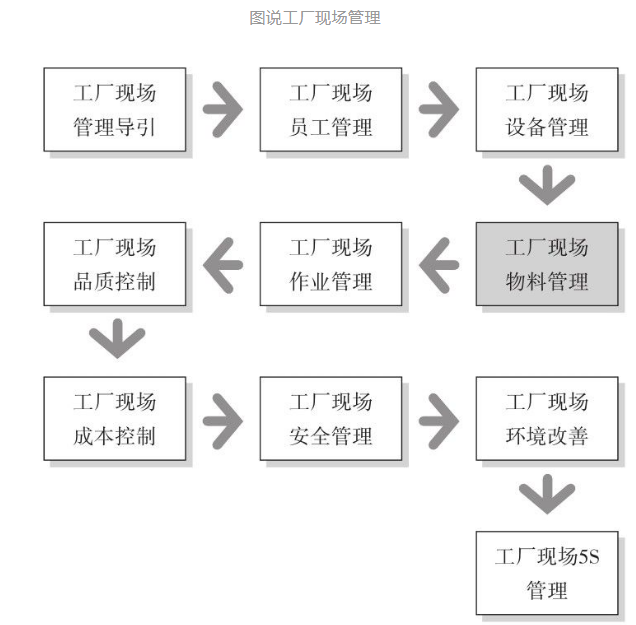 图说工厂现场管理
工厂现场
管理导引
工厂现场
员工管理
工厂现场
设备管理
工厂现场
物料管理
工厂现场
作业管理
工厂现场
品质控制
工厂现场
成本控制
工厂现场
安全管理
工厂现场
环境改善
工厂现场5S
管理